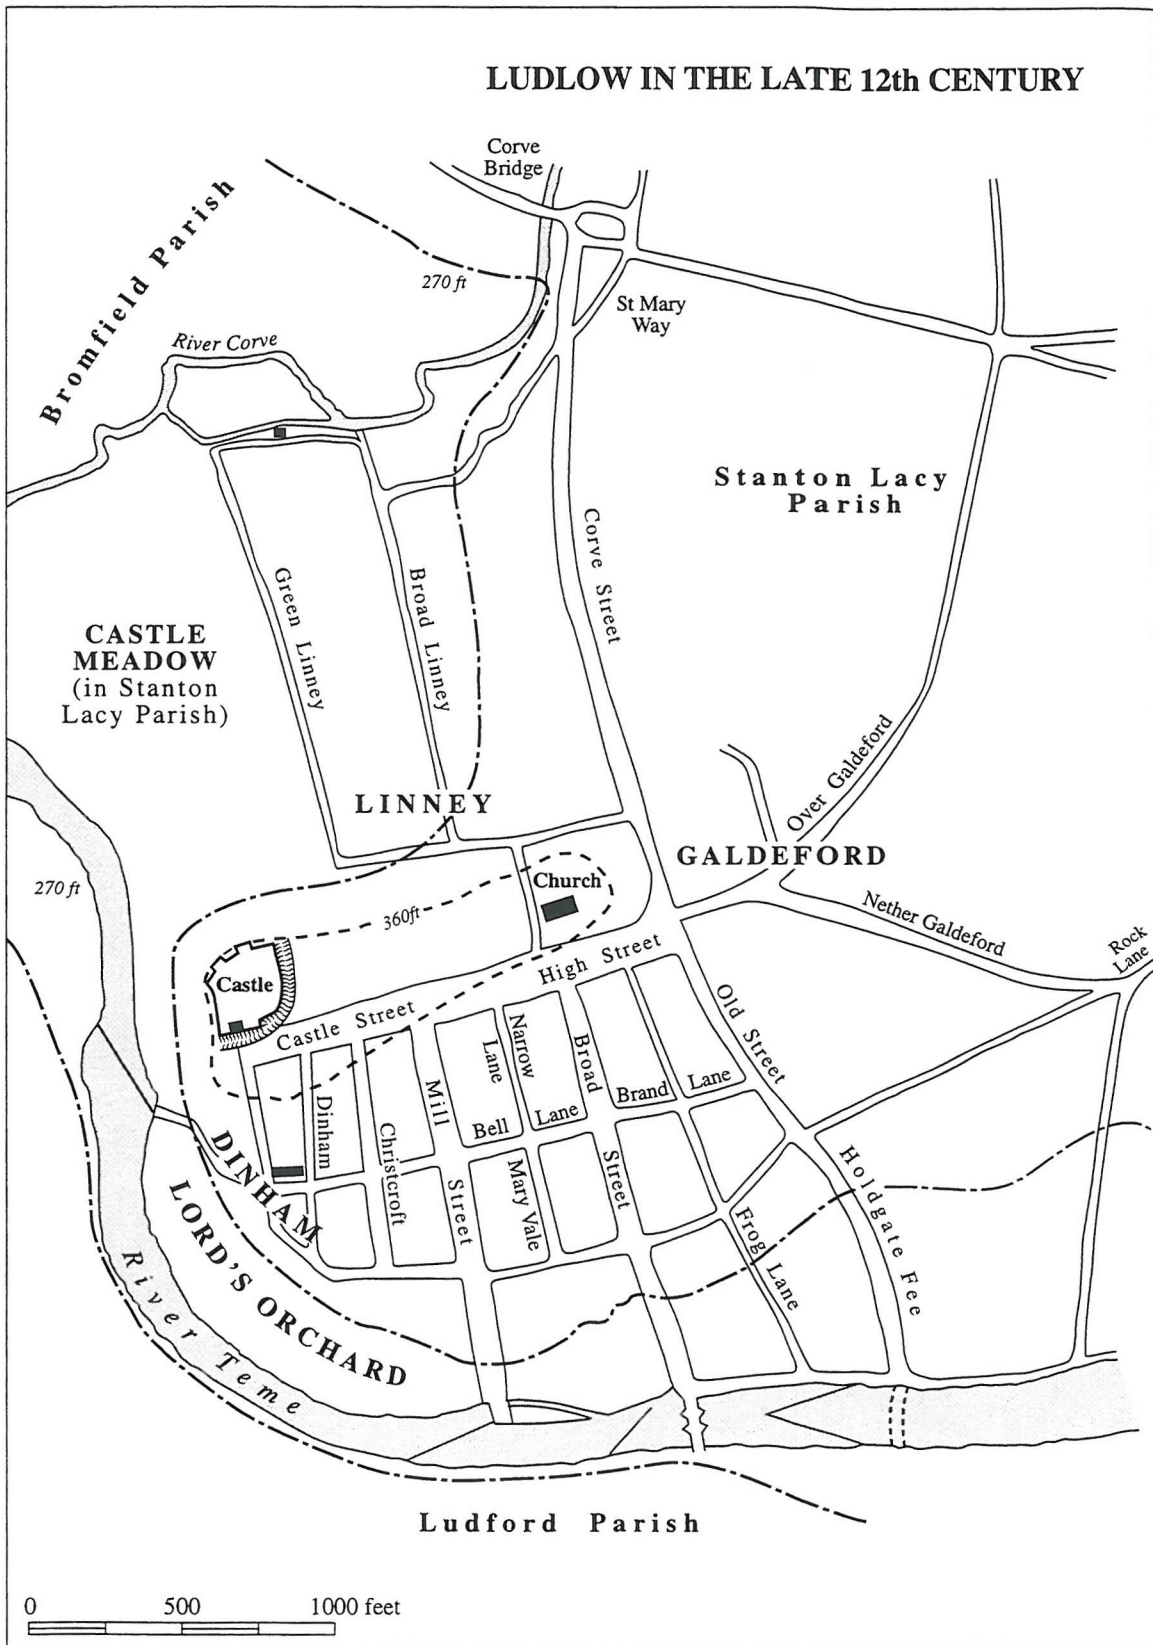 LUDLOW IN THE LATE 12th CENTURY
Corve
Bridge
Bromfield Parish
270 ft
St Mary
Way
River Corve
Stanton Lacy
Parish
Corve Street
Green Linney
Broad Linney
CASTLE
MEADOW
(in Stanton
Lacy Parish)
Over Galdeford
LINNEY
GALDEFORD
270 ft
Church
360ft
Nether Galdeford
Rock
Lane
High Street
Castle
Castle Street
Old Street
Narrow
Lane
Broad
Street
Mill
Street
Brand Lane
Bell Lane
Dinham
Christcroft
Mary Vale
DINHAM
Holdgate Fee
Frog Lane
LORD'S ORCHARD
River Teme
Ludford Parish
0 500 1000 feet